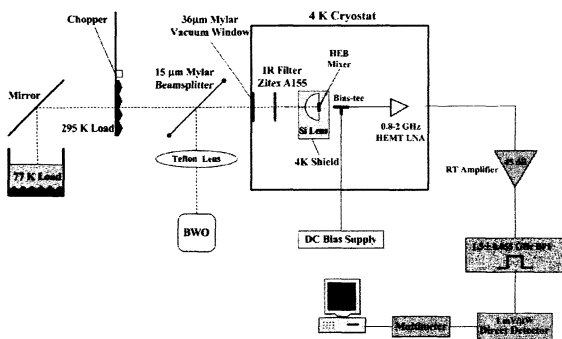 Chopper
36μm Mylar
Vacuum Window
4 K Cryostat
15 μm Mylar
Beamsplitter
IR Filter
Zitex A155
HEB
Mixer
Bias-tee
Mirror
295 K Load
Si Lens
0.8-2 GHz
HEMT LNA
4K Shield
77 K Load
Teflon Lens
RT Amplifier
BWO
DC Bias Supply
Multimeter
Direct Detector